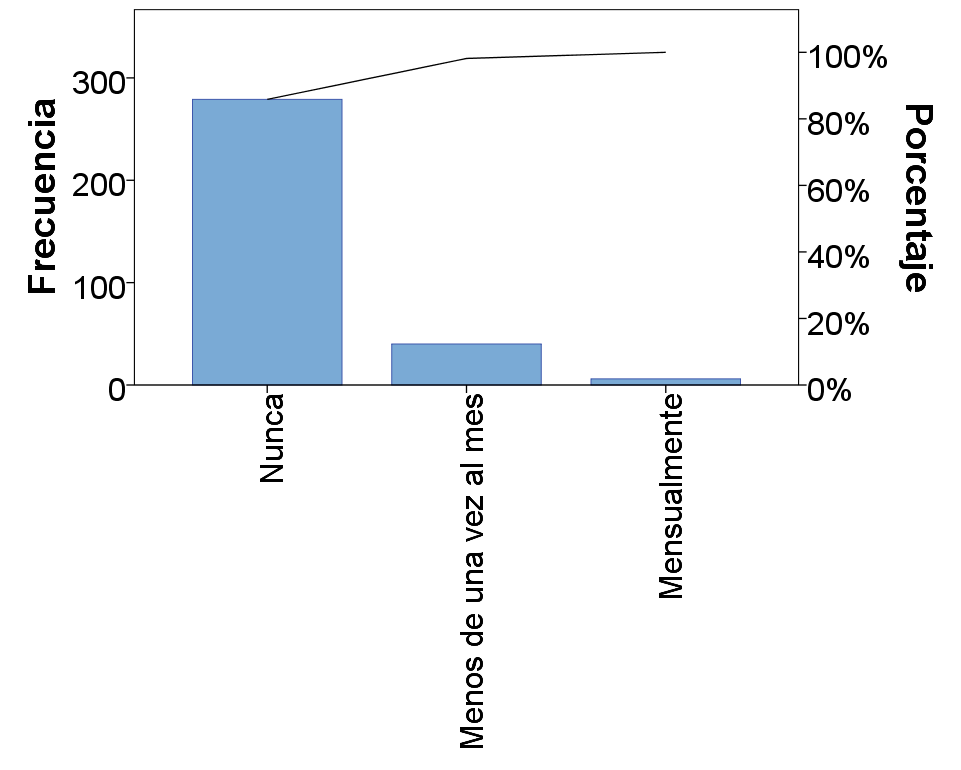 Frecuencia
300
200
100
0
Porcentaje
100%
80%
60%
40%
20%
0%
Nunca
Menos de una vez al mes
Mensualmente